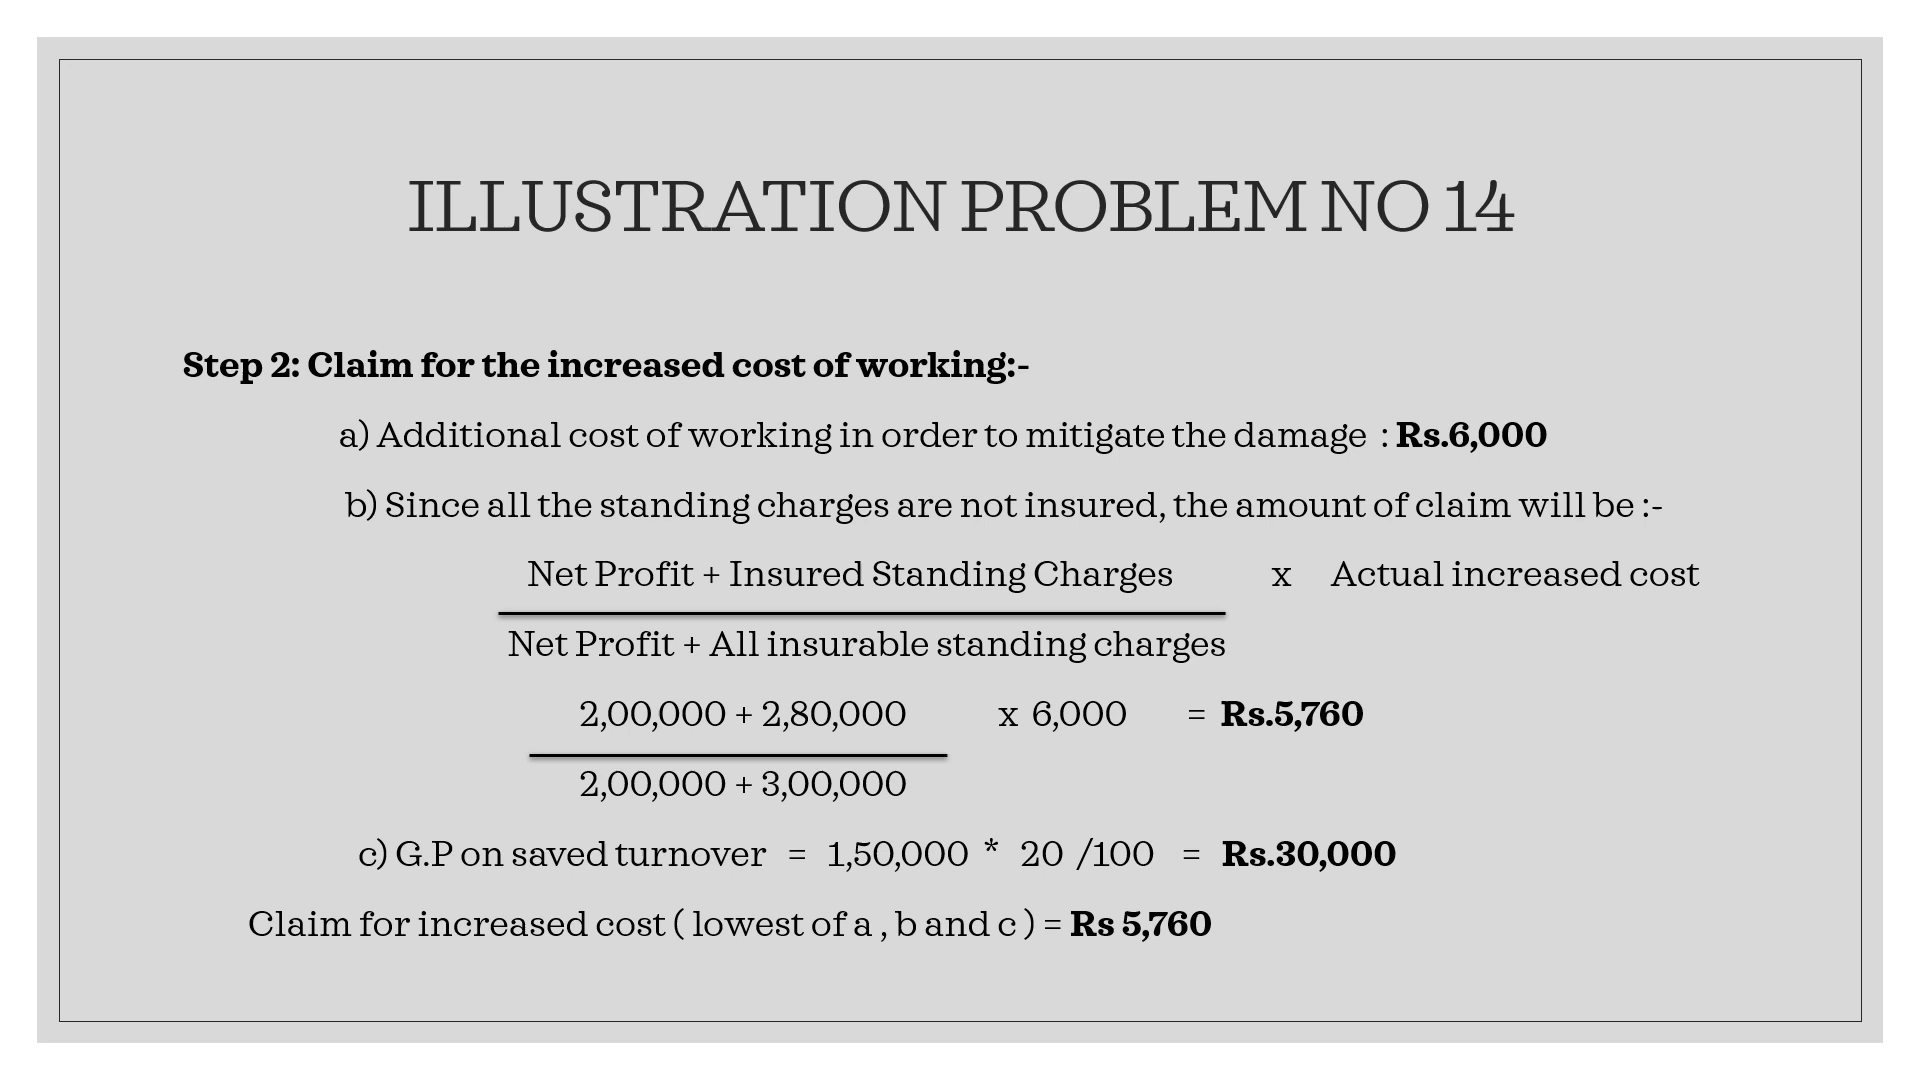 ILLUSTRATION PROBLEM NO 14
Step 2: Claim for the increased cost of working:-
a) Additional cost of working in order to mitigate the damage : Rs.6,000
b) Since all the standing charges are not insured, the amount of claim will be :-
Net Profit + Insured Standing Charges x Actual increased cost
Net Profit + All insurable standing charges
2,00,000 + 2,80,000 x 6,000 = Rs.5,760
2,00,000 + 3,00,000
c) G.P on saved turnover = 1,50,000 * 20 /100 = Rs.30,000
Claim for increased cost ( lowest of a , b and c ) = Rs 5,760